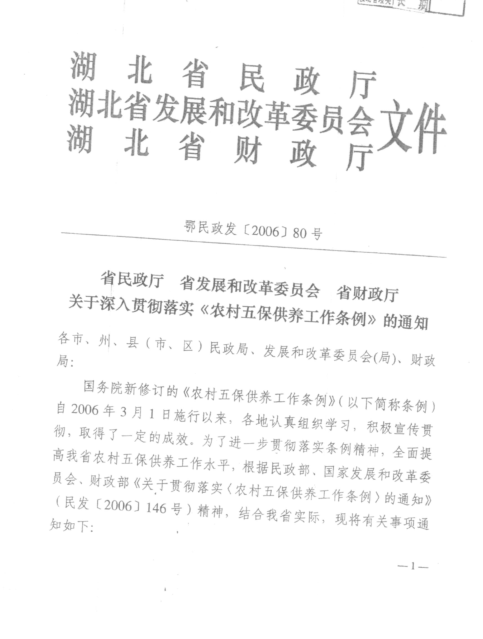 湖北省民政厅
湖北省发展和改革委员会文件
湖北省财政厅
鄂民政发〔2006〕80号
省民政厅 省发展和改革委员会 省财政厅
关于深入贯彻落实《农村五保供养工作条例》的通知
各市、州、县（市、区）民政局、发展和改革委员会(局)、财政
局：
国务院新修订的《农村五保供养工作条例》（以下简称条例）
自2006年3月1日施行以来，各地认真组织学习，积极宣传贯
彻，取得了一定的成效。为了进一步贯彻落实条例精神，全面提
高我省农村五保供养工作水平，根据民政部、国家发展和改革委
员会、财政部《关于贯彻落实〈农村五保供养工作条例〉的通知》
（民发〔2006〕146号）精神，结合我省实际，现将有关事项通
知如下：
—1—